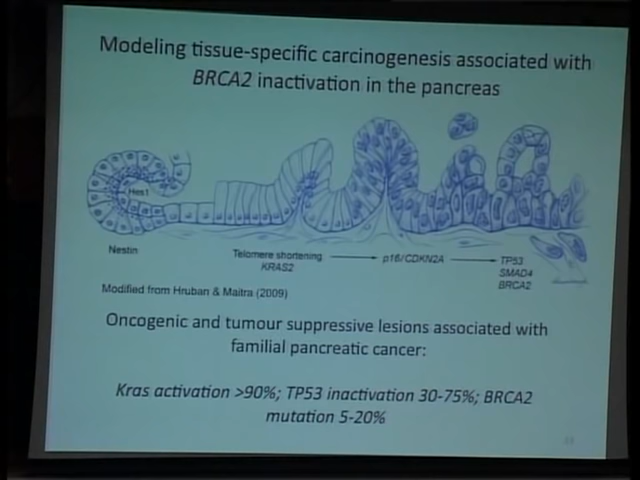 Modeling tissue-specific carcinogenesis associated with
BRCA2 inactivation in the pancreas
Hes1
Nestin
Telomere shortening
KRAS2
p16/CDKN2A
TP53
SMAD4
BRCA2
Modified from Hruban & Maitra (2009)
Oncogenic and tumour suppressive lesions associated with
familial pancreatic cancer:
Kras activation >90%; TP53 inactivation 30-75%; BRCA2
mutation 5-20%